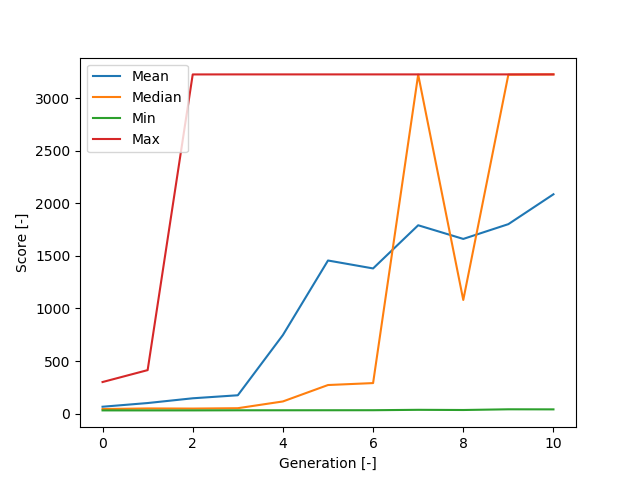 Mean
Median
Min
Max
3000
2500
2000
1500
1000
500
0
Score [-]
0 2 4 6 8 10
Generation [-]